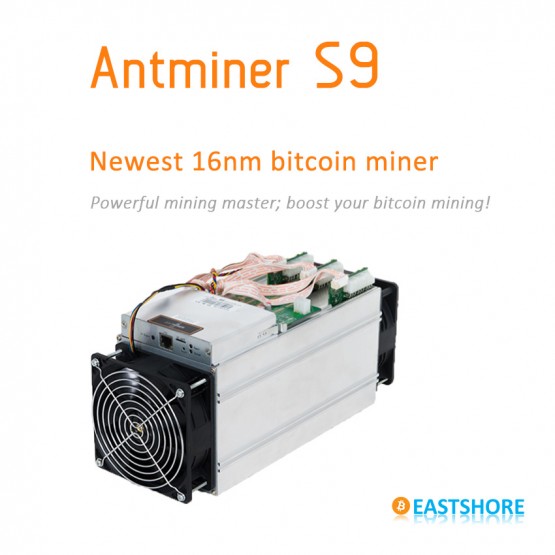 Antminer S9
Newest 16nm bitcoin miner
Powerful mining master; boost your bitcoin mining!
EASTSHORE